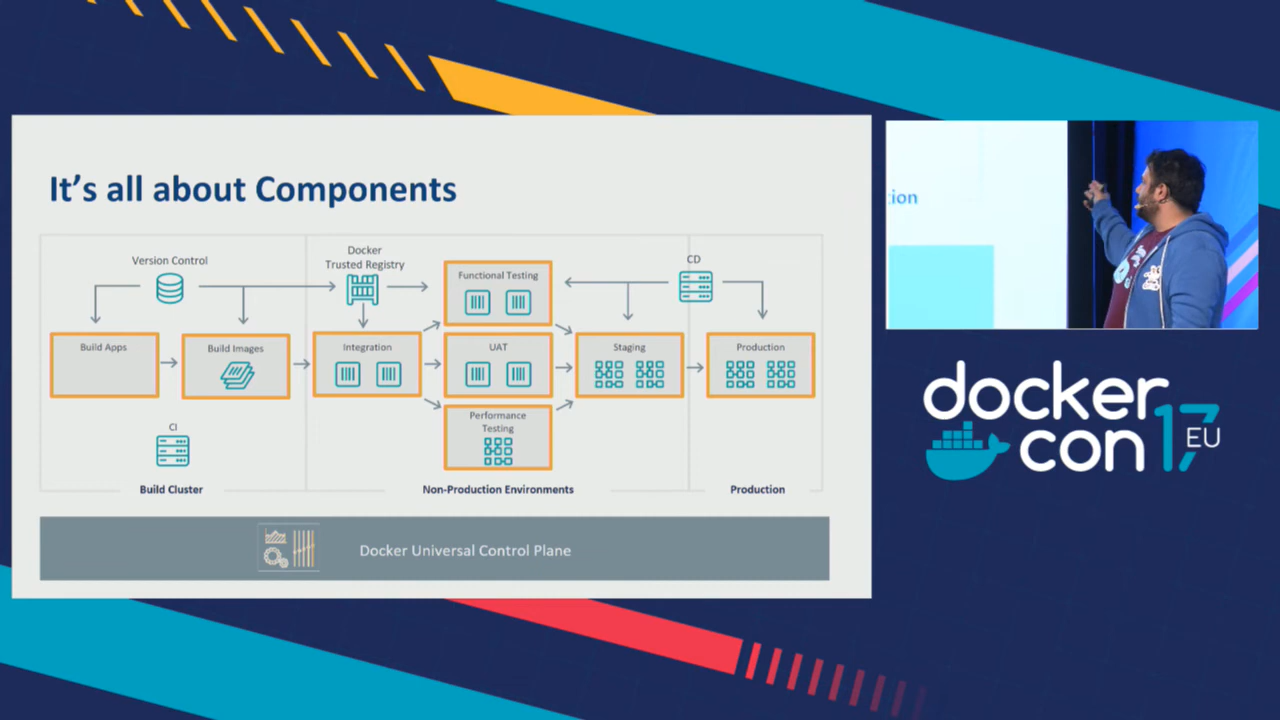 It's all about Components
Version Control
Docker
Trusted Registry
Functional Testing
CD
Build Apps
Build Images
Integration
UAT
Staging
Production
Performance
Testing
CI
Build Cluster
Non-Production Environments
Production
Docker Universal Control Plane
tion
docker
con 17 EU